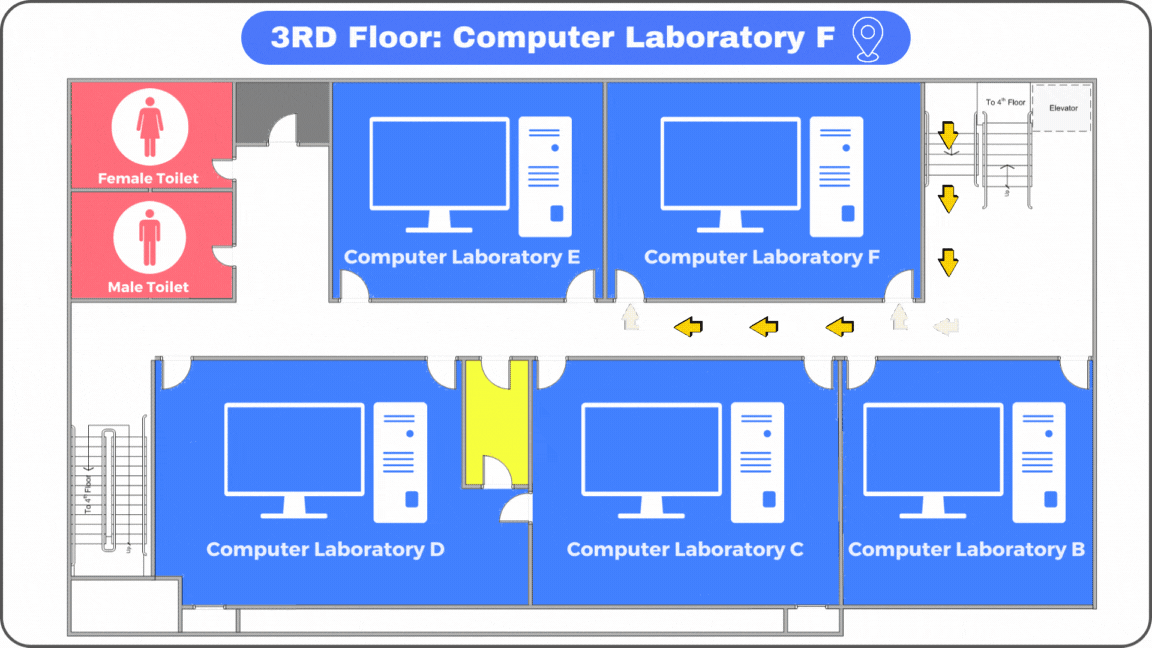 3RD Floor: Computer Laboratory F
To 4th Floor
Elevator
Up
Female Toilet
Male Toilet
Computer Laboratory E
Computer Laboratory F
To 4th Floor
Up
Computer Laboratory D
Computer Laboratory C
Computer Laboratory B